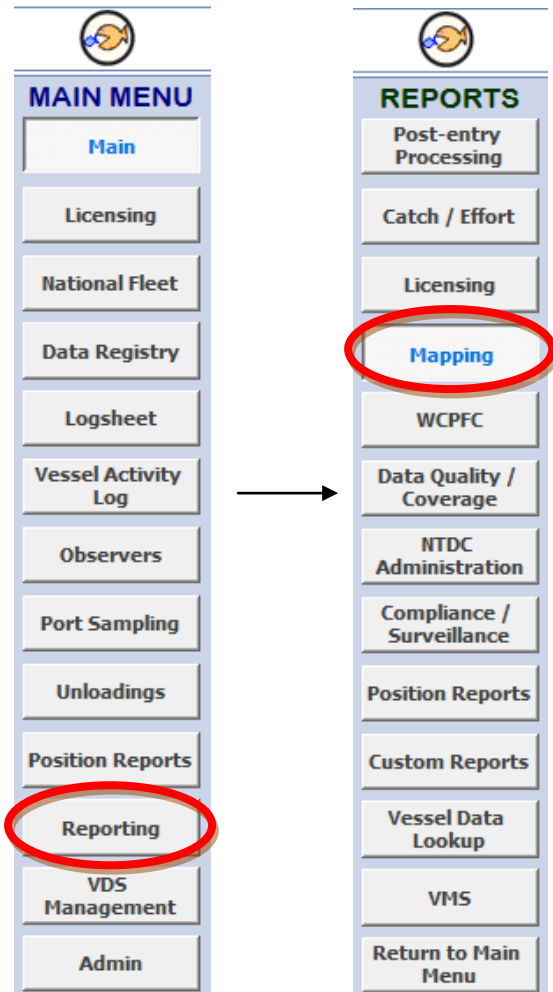 MAIN MENU
Main
Licensing
National Fleet
Data Registry
Logsheet
Vessel Activity
Log
Observers
Port Sampling
Unloadings
Position Reports
Reporting
VDS
Management
Admin
REPORTS
Post-entry
Processing
Catch / Effort
Licensing
Mapping
WCPFC
Data Quality /
Coverage
NTDC
Administration
Compliance /
Surveillance
Position Reports
Custom Reports
Vessel Data
Lookup
VMS
Return to Main
Menu